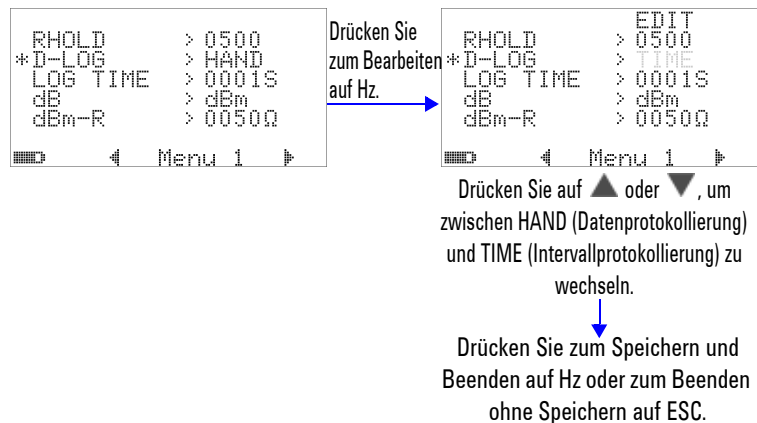 RHOLD > 0500
*D-LOG > HAND
LOG TIME > 0001S
dB > dBm
dBm-R > 0050Ω
Menu 1
Drücken Sie
zum Bearbeiten
auf Hz.
EDIT
RHOLD > 0500
*D-LOG > TIME
LOG TIME > 0001S
dB > dBm
dBm-R > 0050Ω
Menu 1
Drücken Sie auf ▲ oder ▼, um
zwischen HAND (Datenprotokollierung)
und TIME (Intervallprotokollierung) zu
wechseln.
Drücken Sie zum Speichern und
Beenden auf Hz oder zum Beenden
ohne Speichern auf ESC.